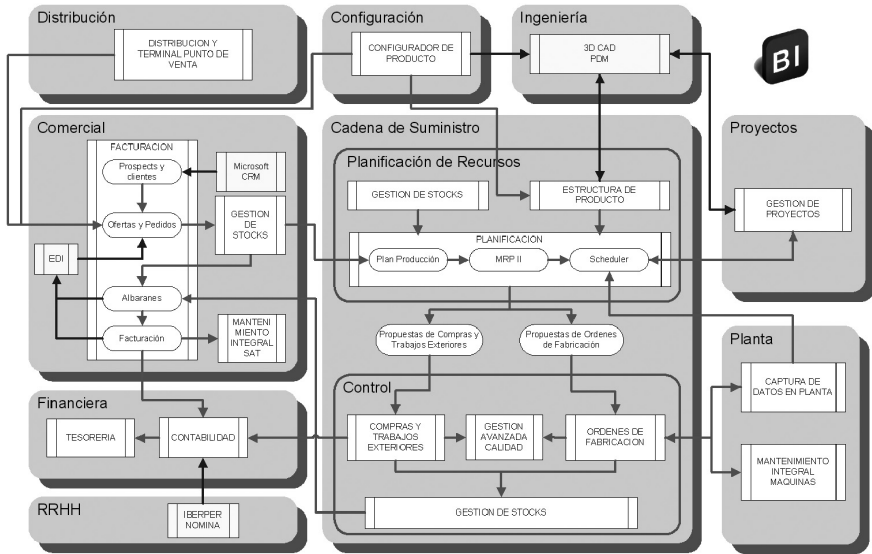 Distribución
DISTRIBUCION Y
TERMINAL PUNTO DE
VENTA
Configuración
CONFIGURADOR DE
PRODUCTO
Ingeniería
3D CAD
PDM
BI
Comercial
FACTURACION
Prospects y
clientes
Microsoft
CRM
Ofertas y Pedidos
GESTION
DE
STOCKS
EDI
Albaranes
Facturación
MANTENI
MIENTO
INTEGRAL
SAT
Cadena de Suministro
Planificación de Recursos
GESTION DE STOCKS
ESTRUCTURA DE
PRODUCTO
PLANIFICACIÓN
Plan Producción
MRP II
Scheduler
Propuestas de Compras y
Trabajos Exteriores
Propuestas de Ordenes
de Fabricación
Control
COMPRAS Y
TRABAJOS
EXTERIORES
GESTION
AVANZADA
CALIDAD
ORDENES DE
FABRICACION
GESTION DE STOCKS
Proyectos
GESTION DE
PROYECTOS
Planta
CAPTURA DE
DATOS EN PLANTA
MANTENIMIENTO
INTEGRAL
MAQUINAS
Financiera
TESORERIA
CONTABILIDAD
RRHH
IBERPER
NOMINA